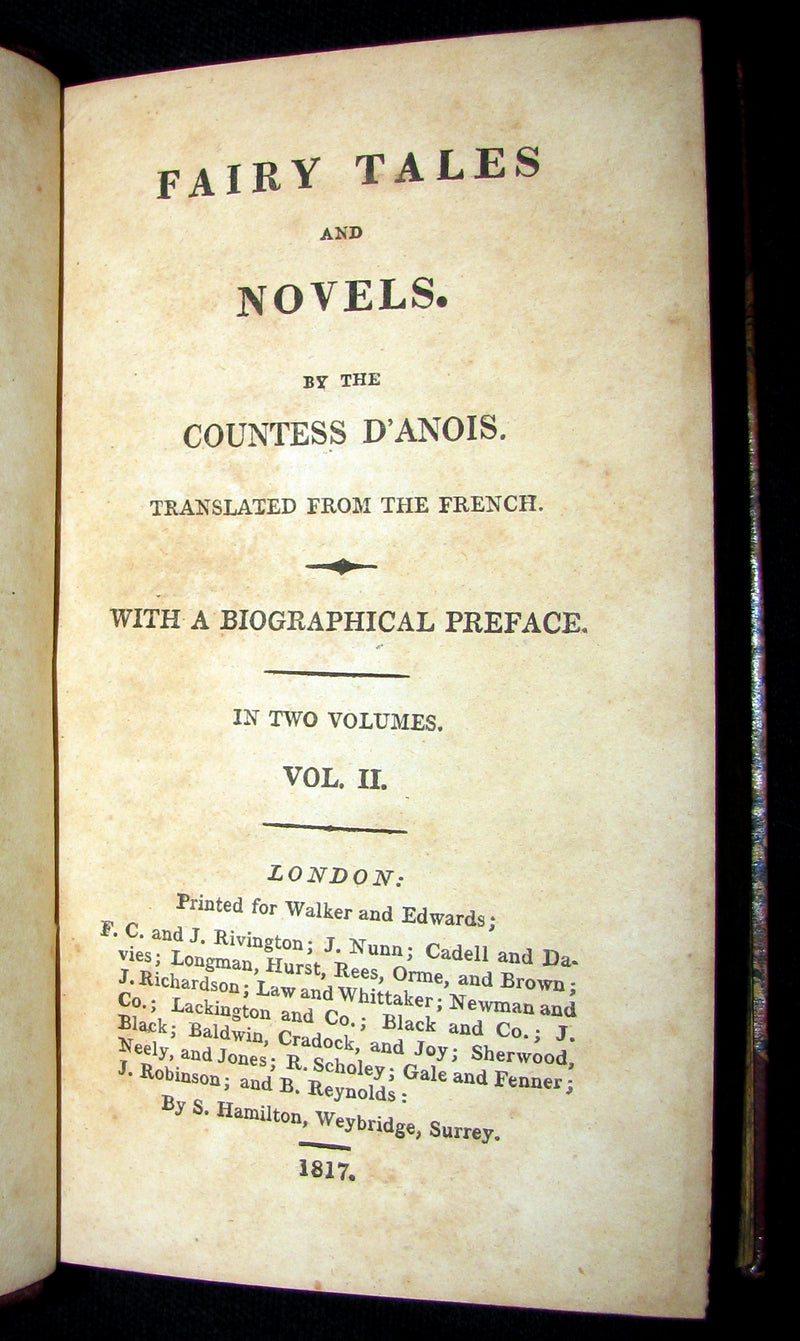 FAIRY TALES
AND
NOVELS.
BY THE
COUNTESS D'ANOIS.
TRANSLATED FROM THE FRENCH.
WITH A BIOGRAPHICAL PREFACE.
IN TWO VOLUMES.
VOL. II.
LONDON:
Printed for Walker and Edwards;
F. C. and J. Rivington; J. Nunn; Cadell and Da-
vies; Longman, Hurst, Rees, Orme, and Brown;
J. Richardson; Law and Whittaker; Newman and
Co.; Lackington and Co.; Black and Co.; J.
Black; Baldwin, Cradock, and Joy; Sherwood,
Neely, and Jones; R. Scholey; Gale and Fenner;
J. Robinson; and B. Reynolds:
By S. Hamilton, Weybridge, Surrey.
1817.